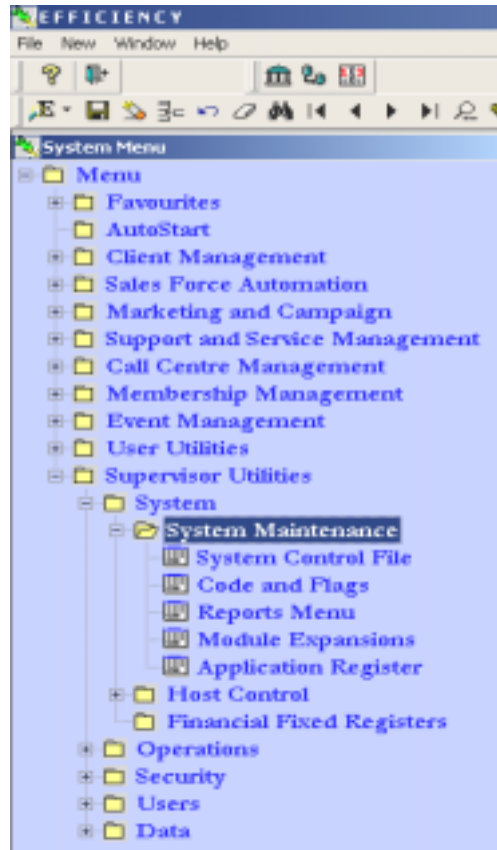 EFFICIENCY
File New Window Help
System Menu
Menu
Favourites
AutoStart
Client Management
Sales Force Automation
Marketing and Campaign
Support and Service Management
Call Centre Management
Membership Management
Event Management
User Utilities
Supervisor Utilities
System
System Maintenance
System Control File
Code and Flags
Reports Menu
Module Expansions
Application Register
Host Control
Financial Fixed Registers
Operations
Security
Users
Data